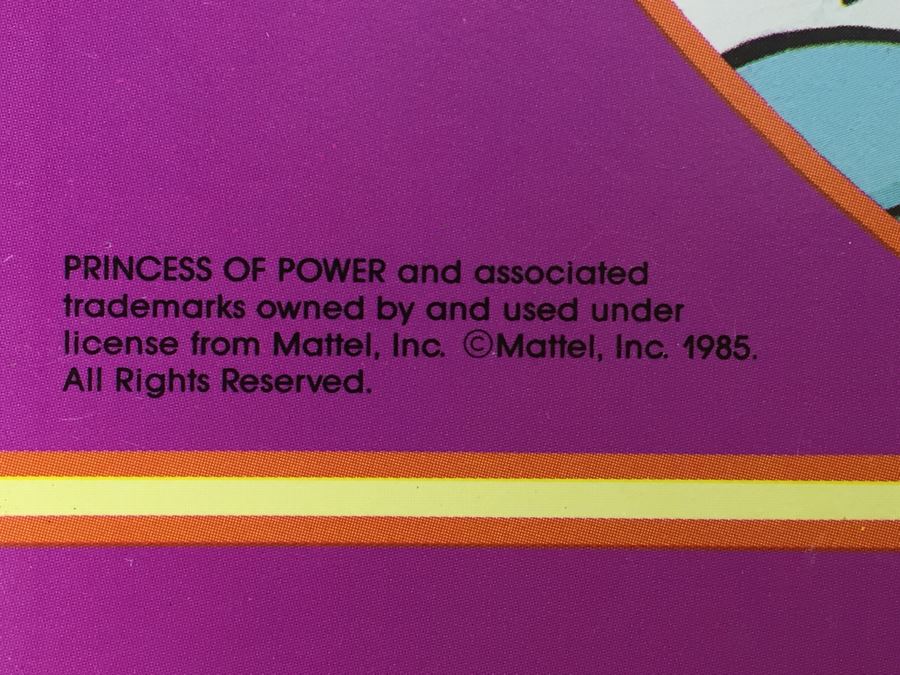 PRINCESS OF POWER and associated
trademarks owned by and used under
license from Mattel, Inc. ©Mattel, Inc. 1985.
All Rights Reserved.